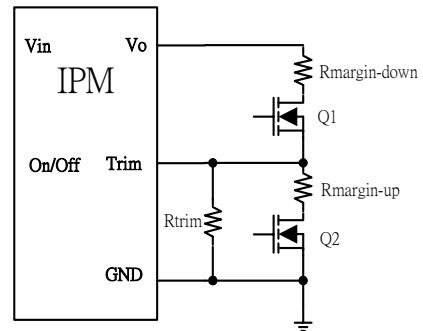 Vin
Vo
Rmargin-down
IPM
Q1
On/Off
Trim
Rmargin-up
Rtrim
Q2
GND